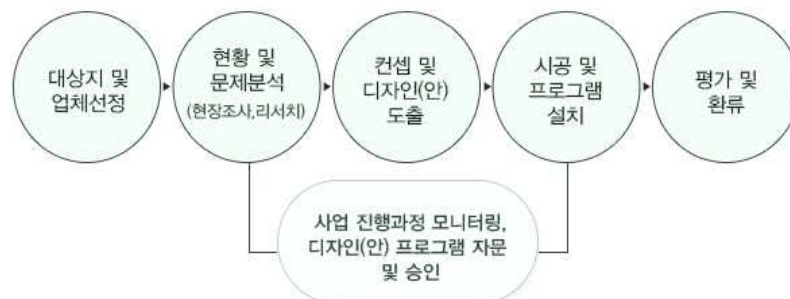 대상지 및
업체선정
현황 및
문제분석
(현장조사,리서치)
컨셉 및
디자인(안)
도출
시공 및
프로그램
설치
평가 및
환류
사업 진행과정 모니터링,
디자인(안) 프로그램 자문
및 승인